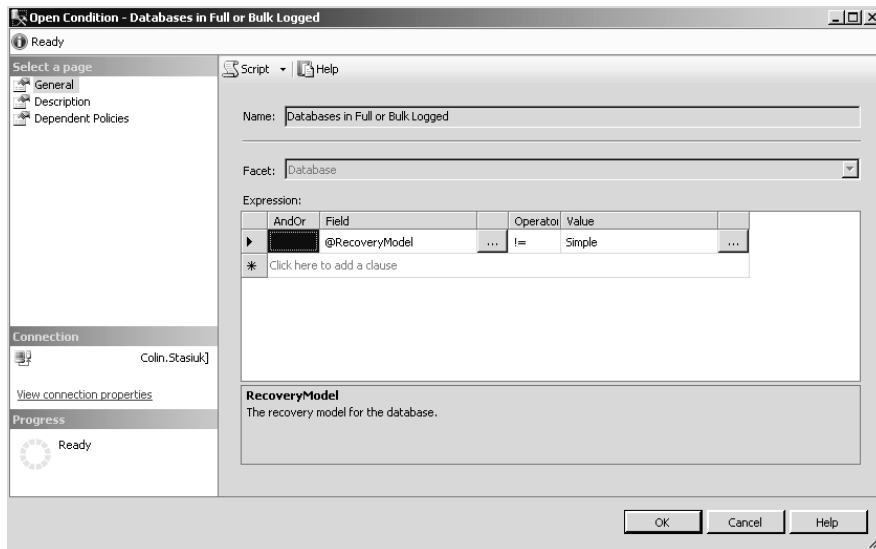 Open Condition - Databases in Full or Bulk Logged
Ready
Select a page
General
Description
Dependent Policies
Script
Help
Name: Databases in Full or Bulk Logged
Facet: Database
Expression:
AndOr Field Operator Value
@RecoveryModel ... != Simple ...
Click here to add a clause
Connection
Colin.Stasiuk]
View connection properties
Progress
Ready
RecoveryModel
The recovery model for the database.
OK Cancel Help